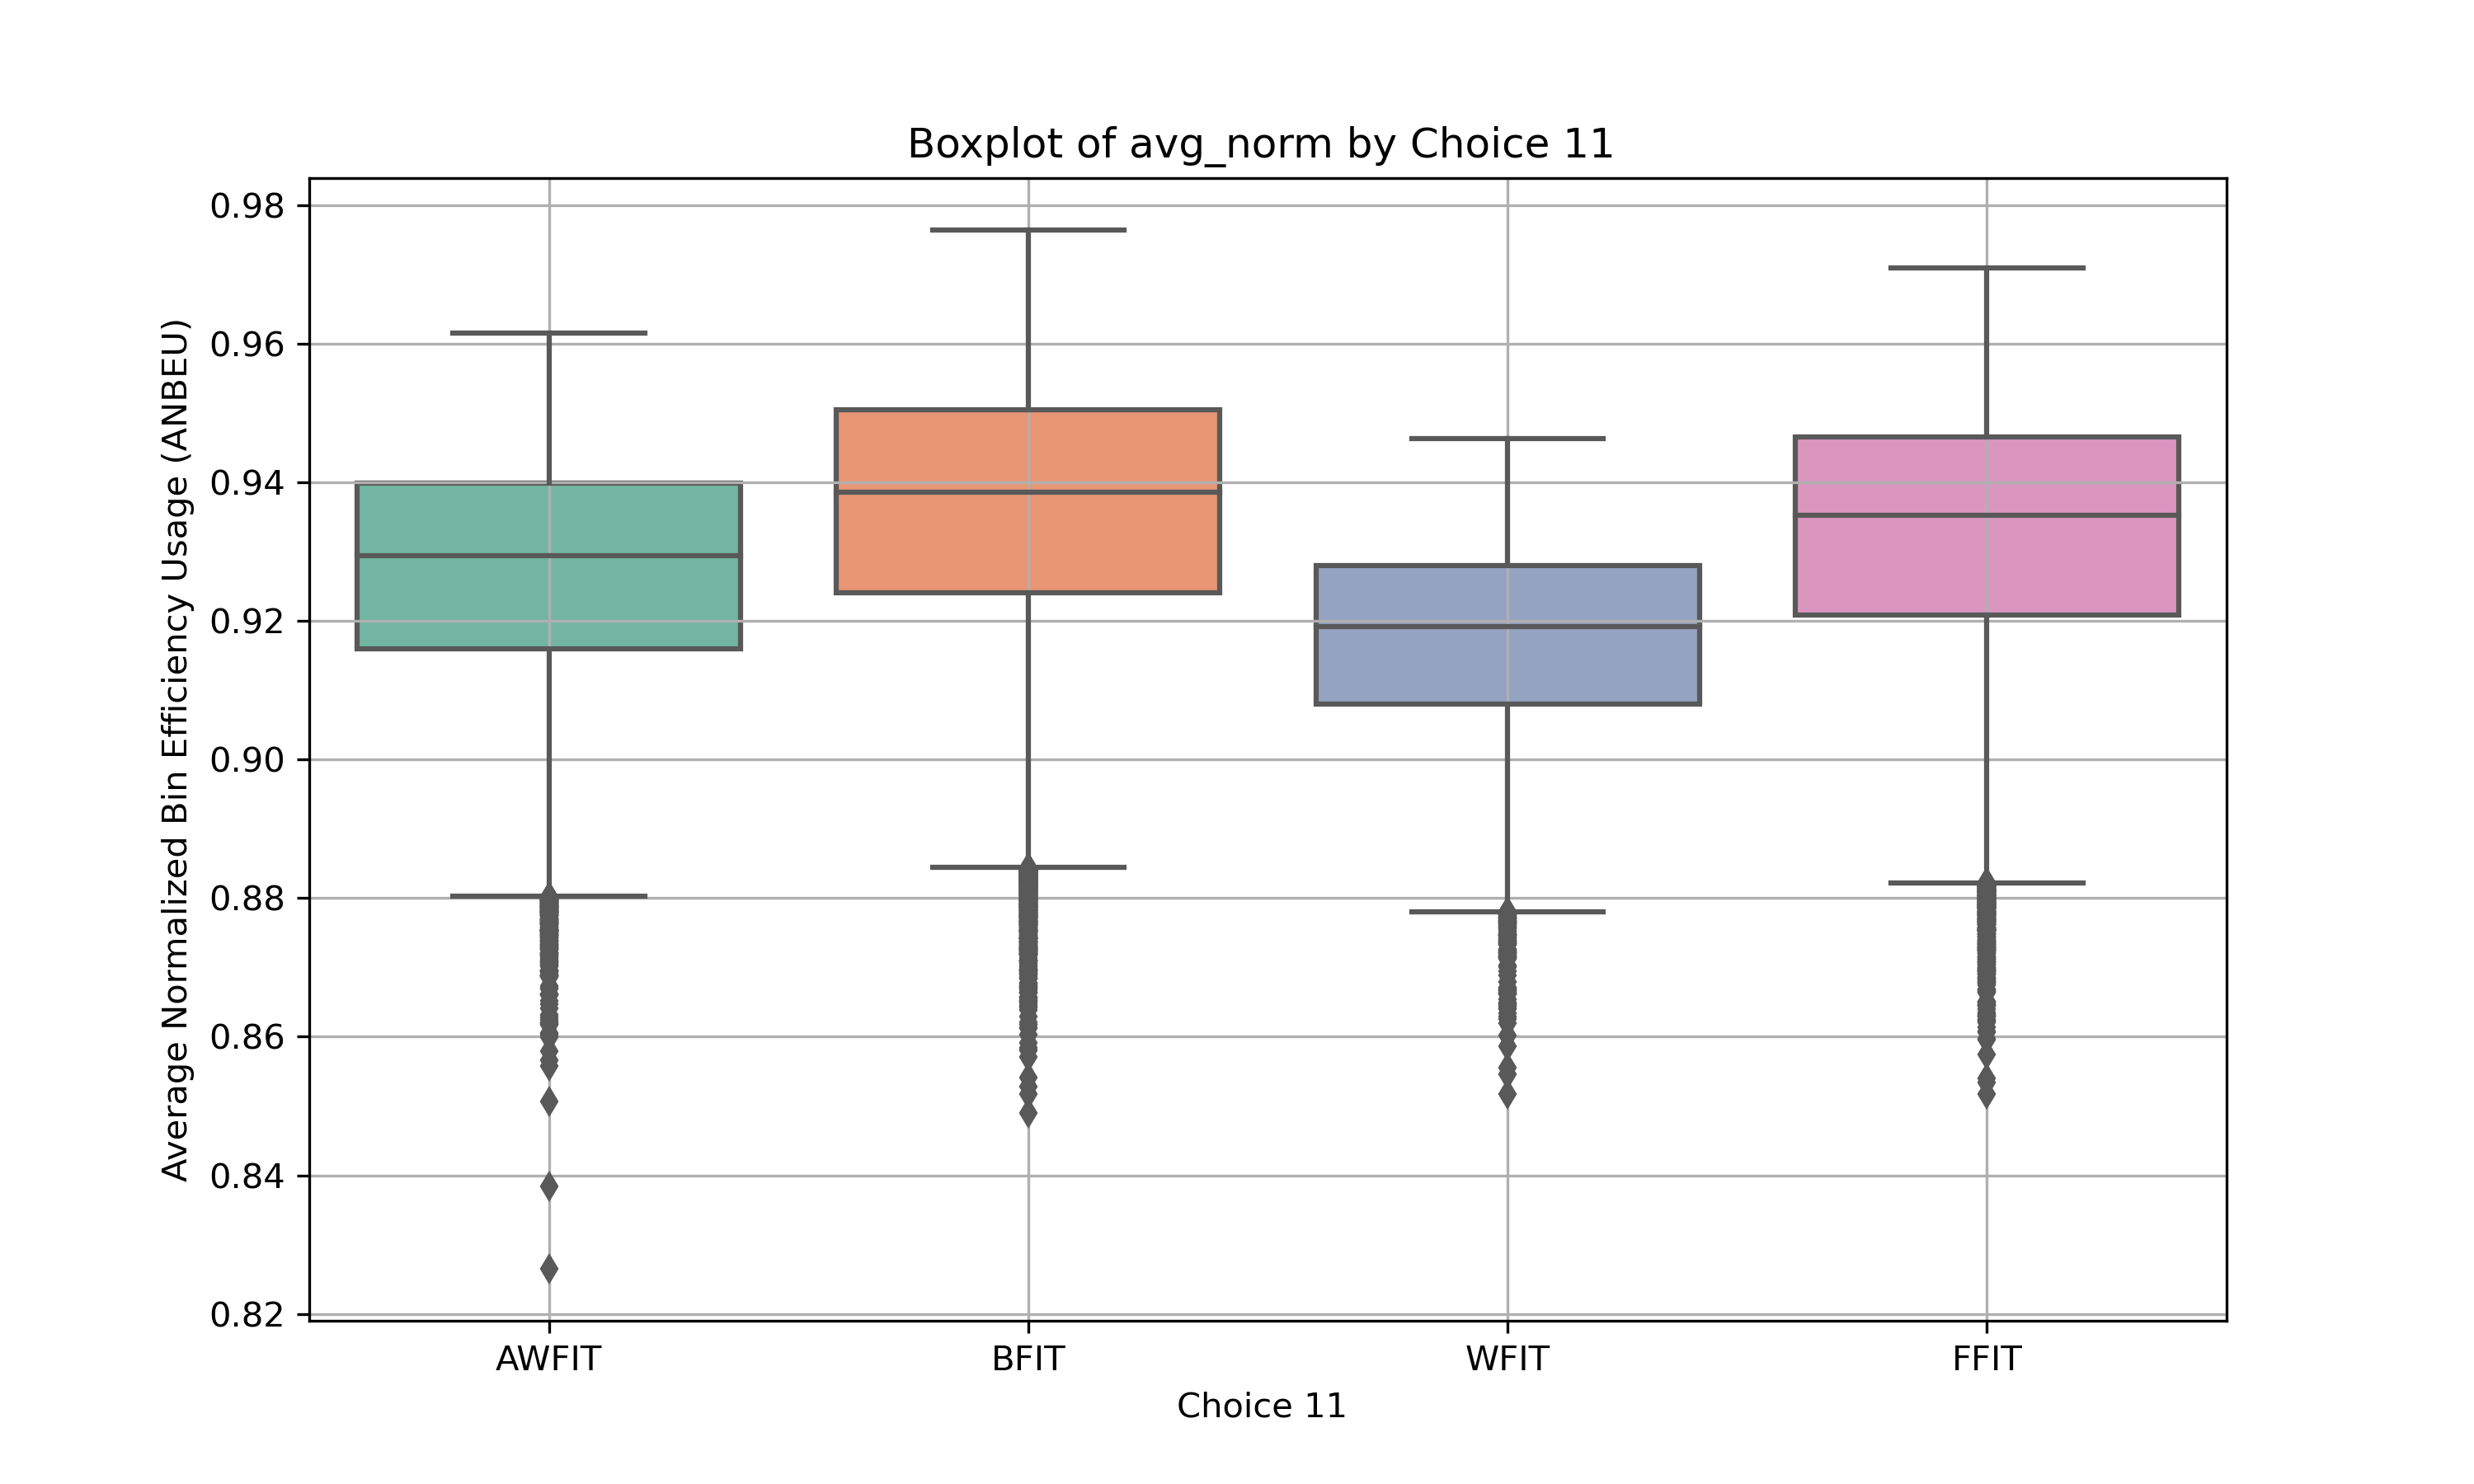 Boxplot of avg_norm by Choice 11
Average Normalized Bin Efficiency Usage (ANBEU)
0.98
0.96
0.94
0.92
0.90
0.88
0.86
0.84
0.82
AWFIT BFIT WFIT FFIT
Choice 11